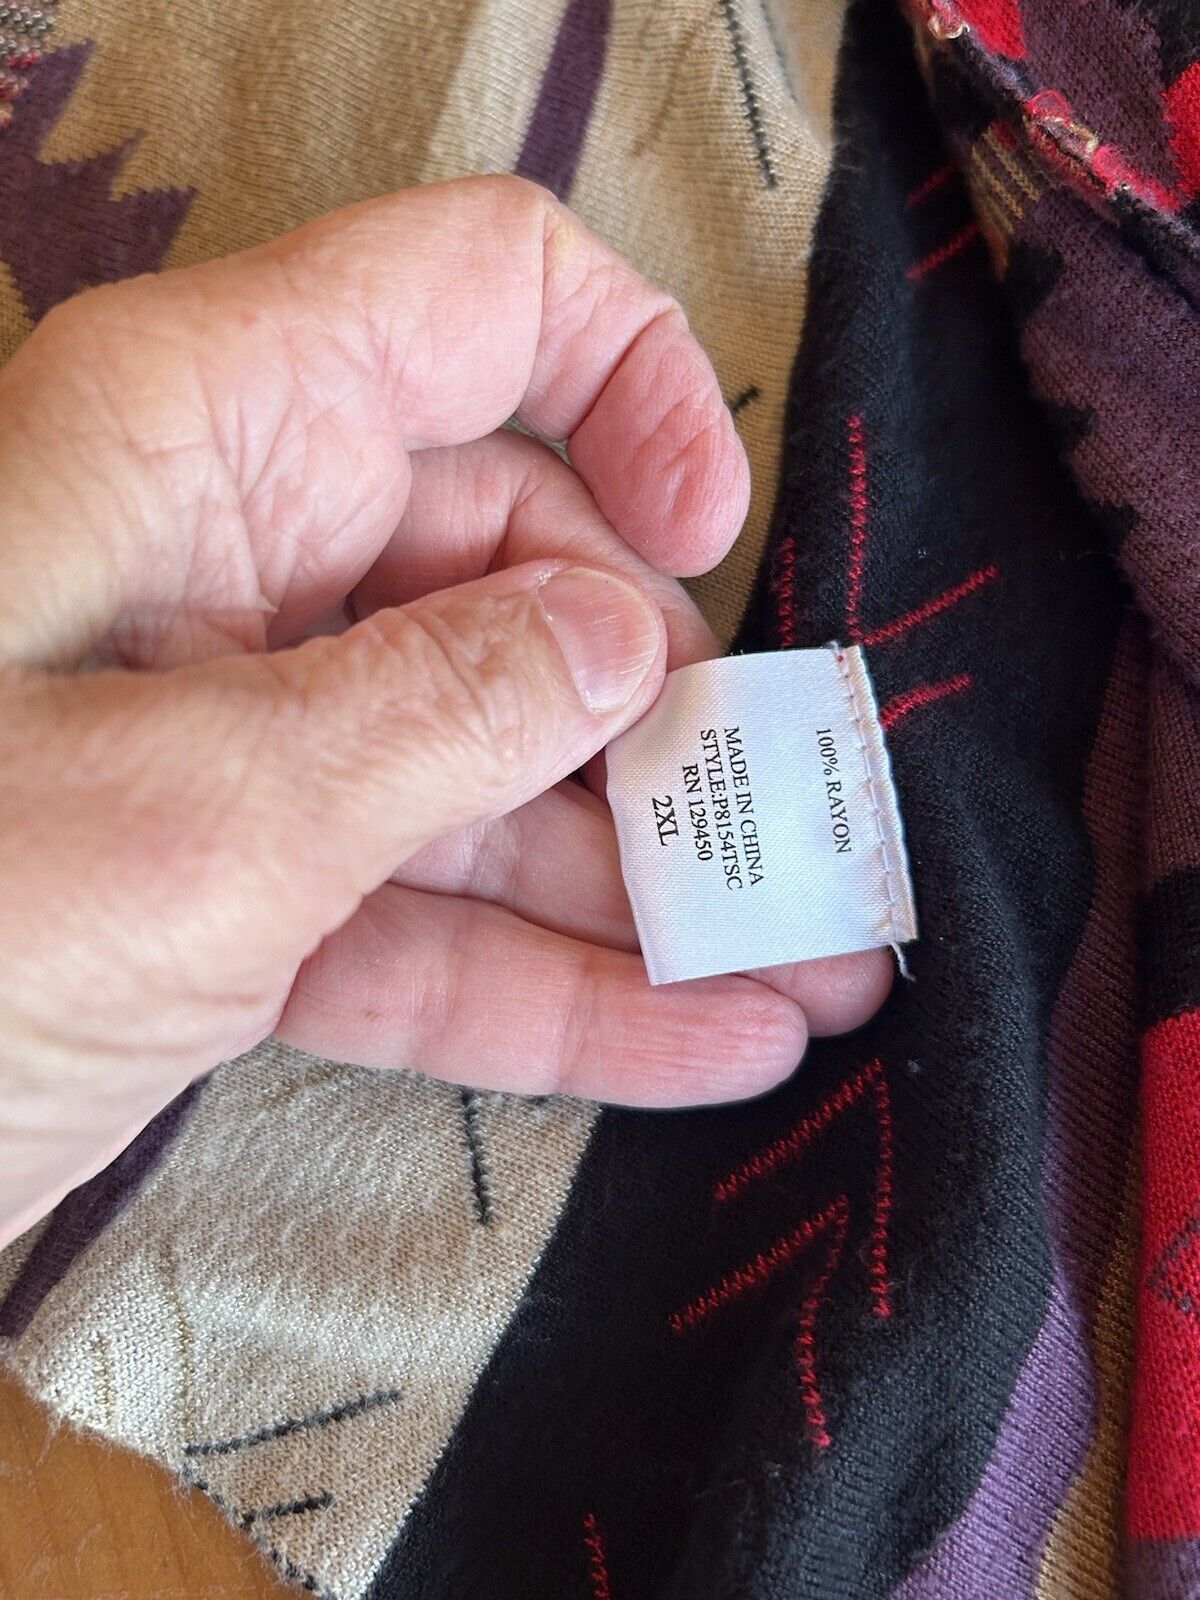 100% RAYON
MADE IN CHINA
STYLE:P8154TSC
RN 129450
2XL